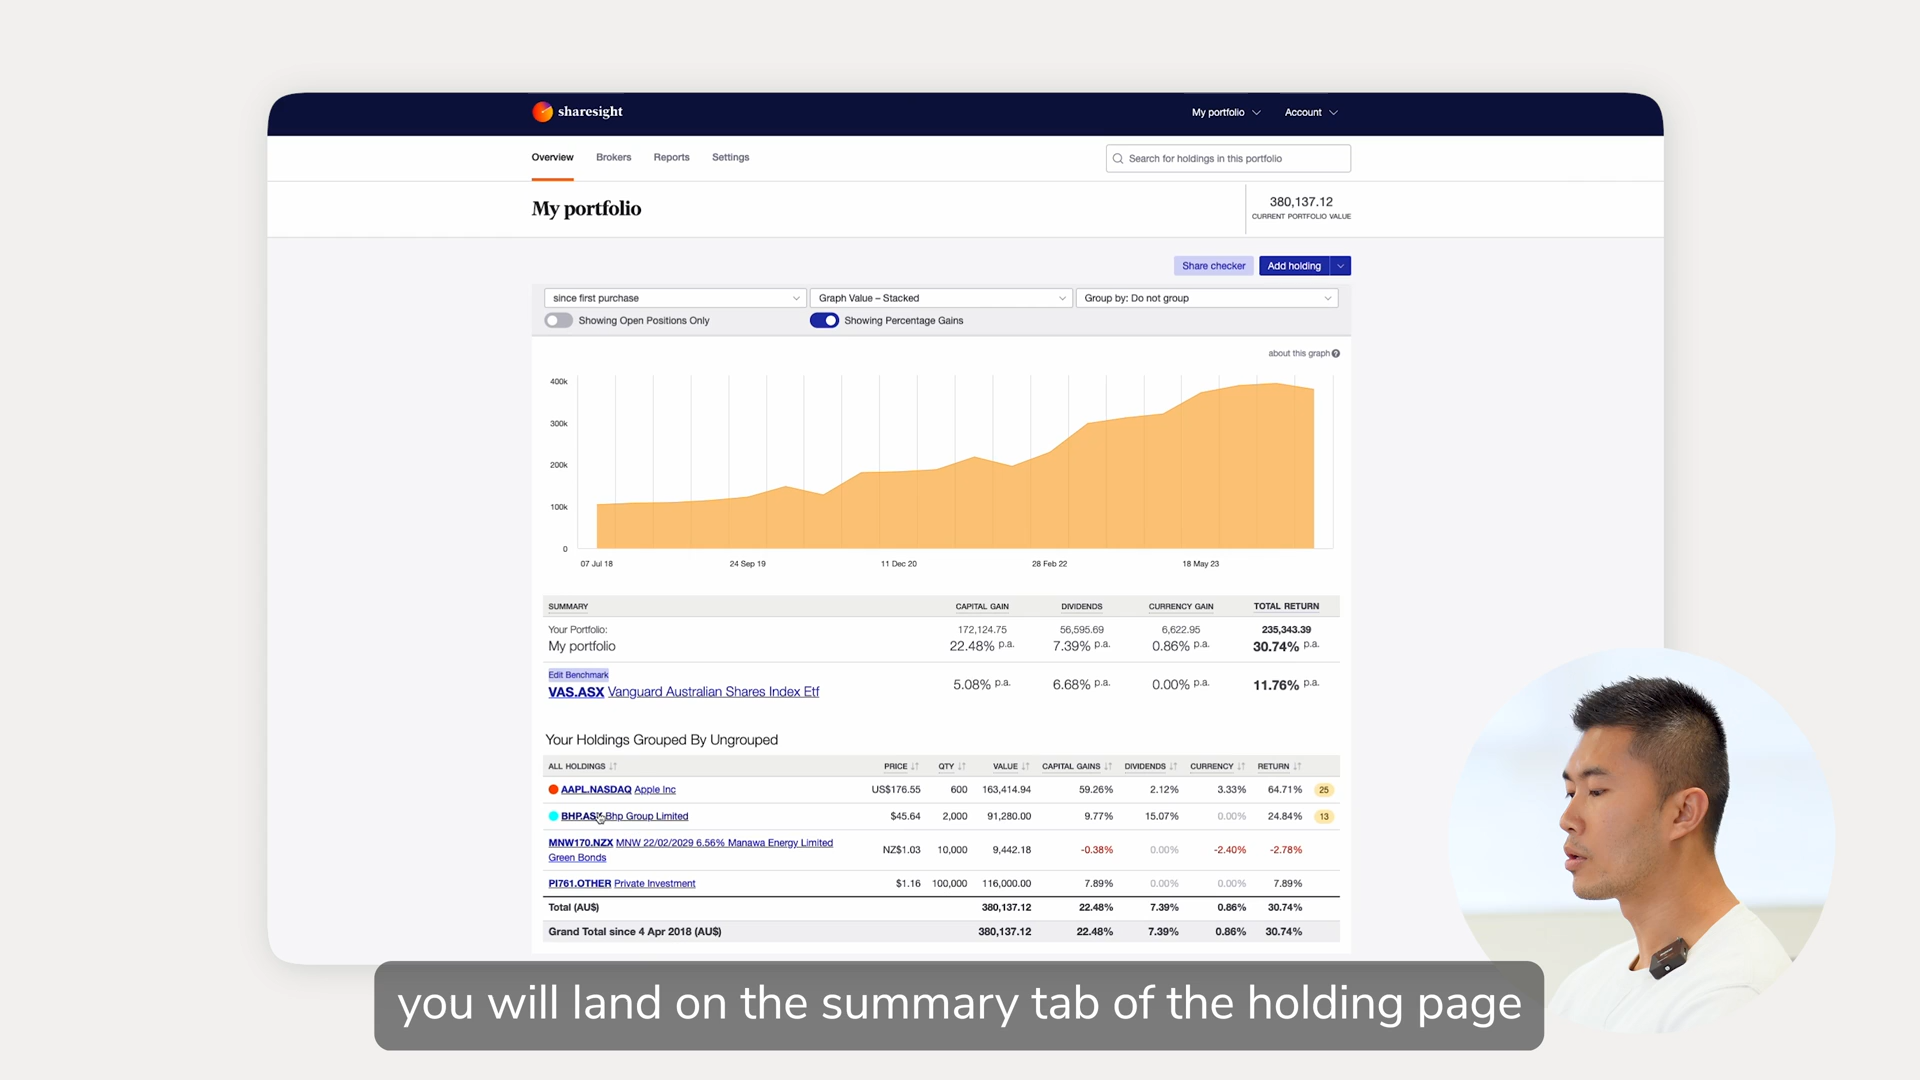 sharesight
My portfolio
Account
Overview
Brokers
Reports
Settings
Search for holdings in this portfolio
My portfolio
380,137.12
CURRENT PORTFOLIO VALUE
Share checker
Add holding
since first purchase
Graph Value – Stacked
Group by: Do not group
Showing Open Positions Only
Showing Percentage Gains
about this graph
400k
300k
200k
100k
0
07 Jul 18
24 Sep 19
11 Dec 20
28 Feb 22
18 May 23
SUMMARY CAPITAL GAIN DIVIDENDS CURRENCY GAIN TOTAL RETURN
Your Portfolio: 172,124.75 56,595.69 6,622.95 235,343.39
My portfolio 22.48% p.a. 7.39% p.a. 0.86% p.a. 30.74% p.a.
Edit Benchmark
VAS.ASX Vanguard Australian Shares Index Etf 5.08% p.a. 6.68% p.a. 0.00% p.a. 11.76% p.a.
Your Holdings Grouped By Ungrouped
ALL HOLDINGS PRICE QTY VALUE CAPITAL GAINS DIVIDENDS CURRENCY RETURN
AAPL.NASDAQ Apple Inc US$176.55 600 163,414.94 59.26% 2.12% 3.33% 64.71% 25
BHP.ASX Bhp Group Limited $45.64 2,000 91,280.00 9.77% 15.07% 0.00% 24.84% 13
MNW170.NZX MNW 22/02/2029 6.56% Manawa Energy Limited
Green Bonds NZ$1.03 10,000 9,442.18 -0.38% 0.00% -2.40% -2.78%
PI761.OTHER Private Investment $1.16 100,000 116,000.00 7.89% 0.00% 0.00% 7.89%
Total (AU$) 380,137.12 22.48% 7.39% 0.86% 30.74%
Grand Total since 4 Apr 2018 (AU$) 380,137.12 22.48% 7.39% 0.86% 30.74%
you will land on the summary tab of the holding page